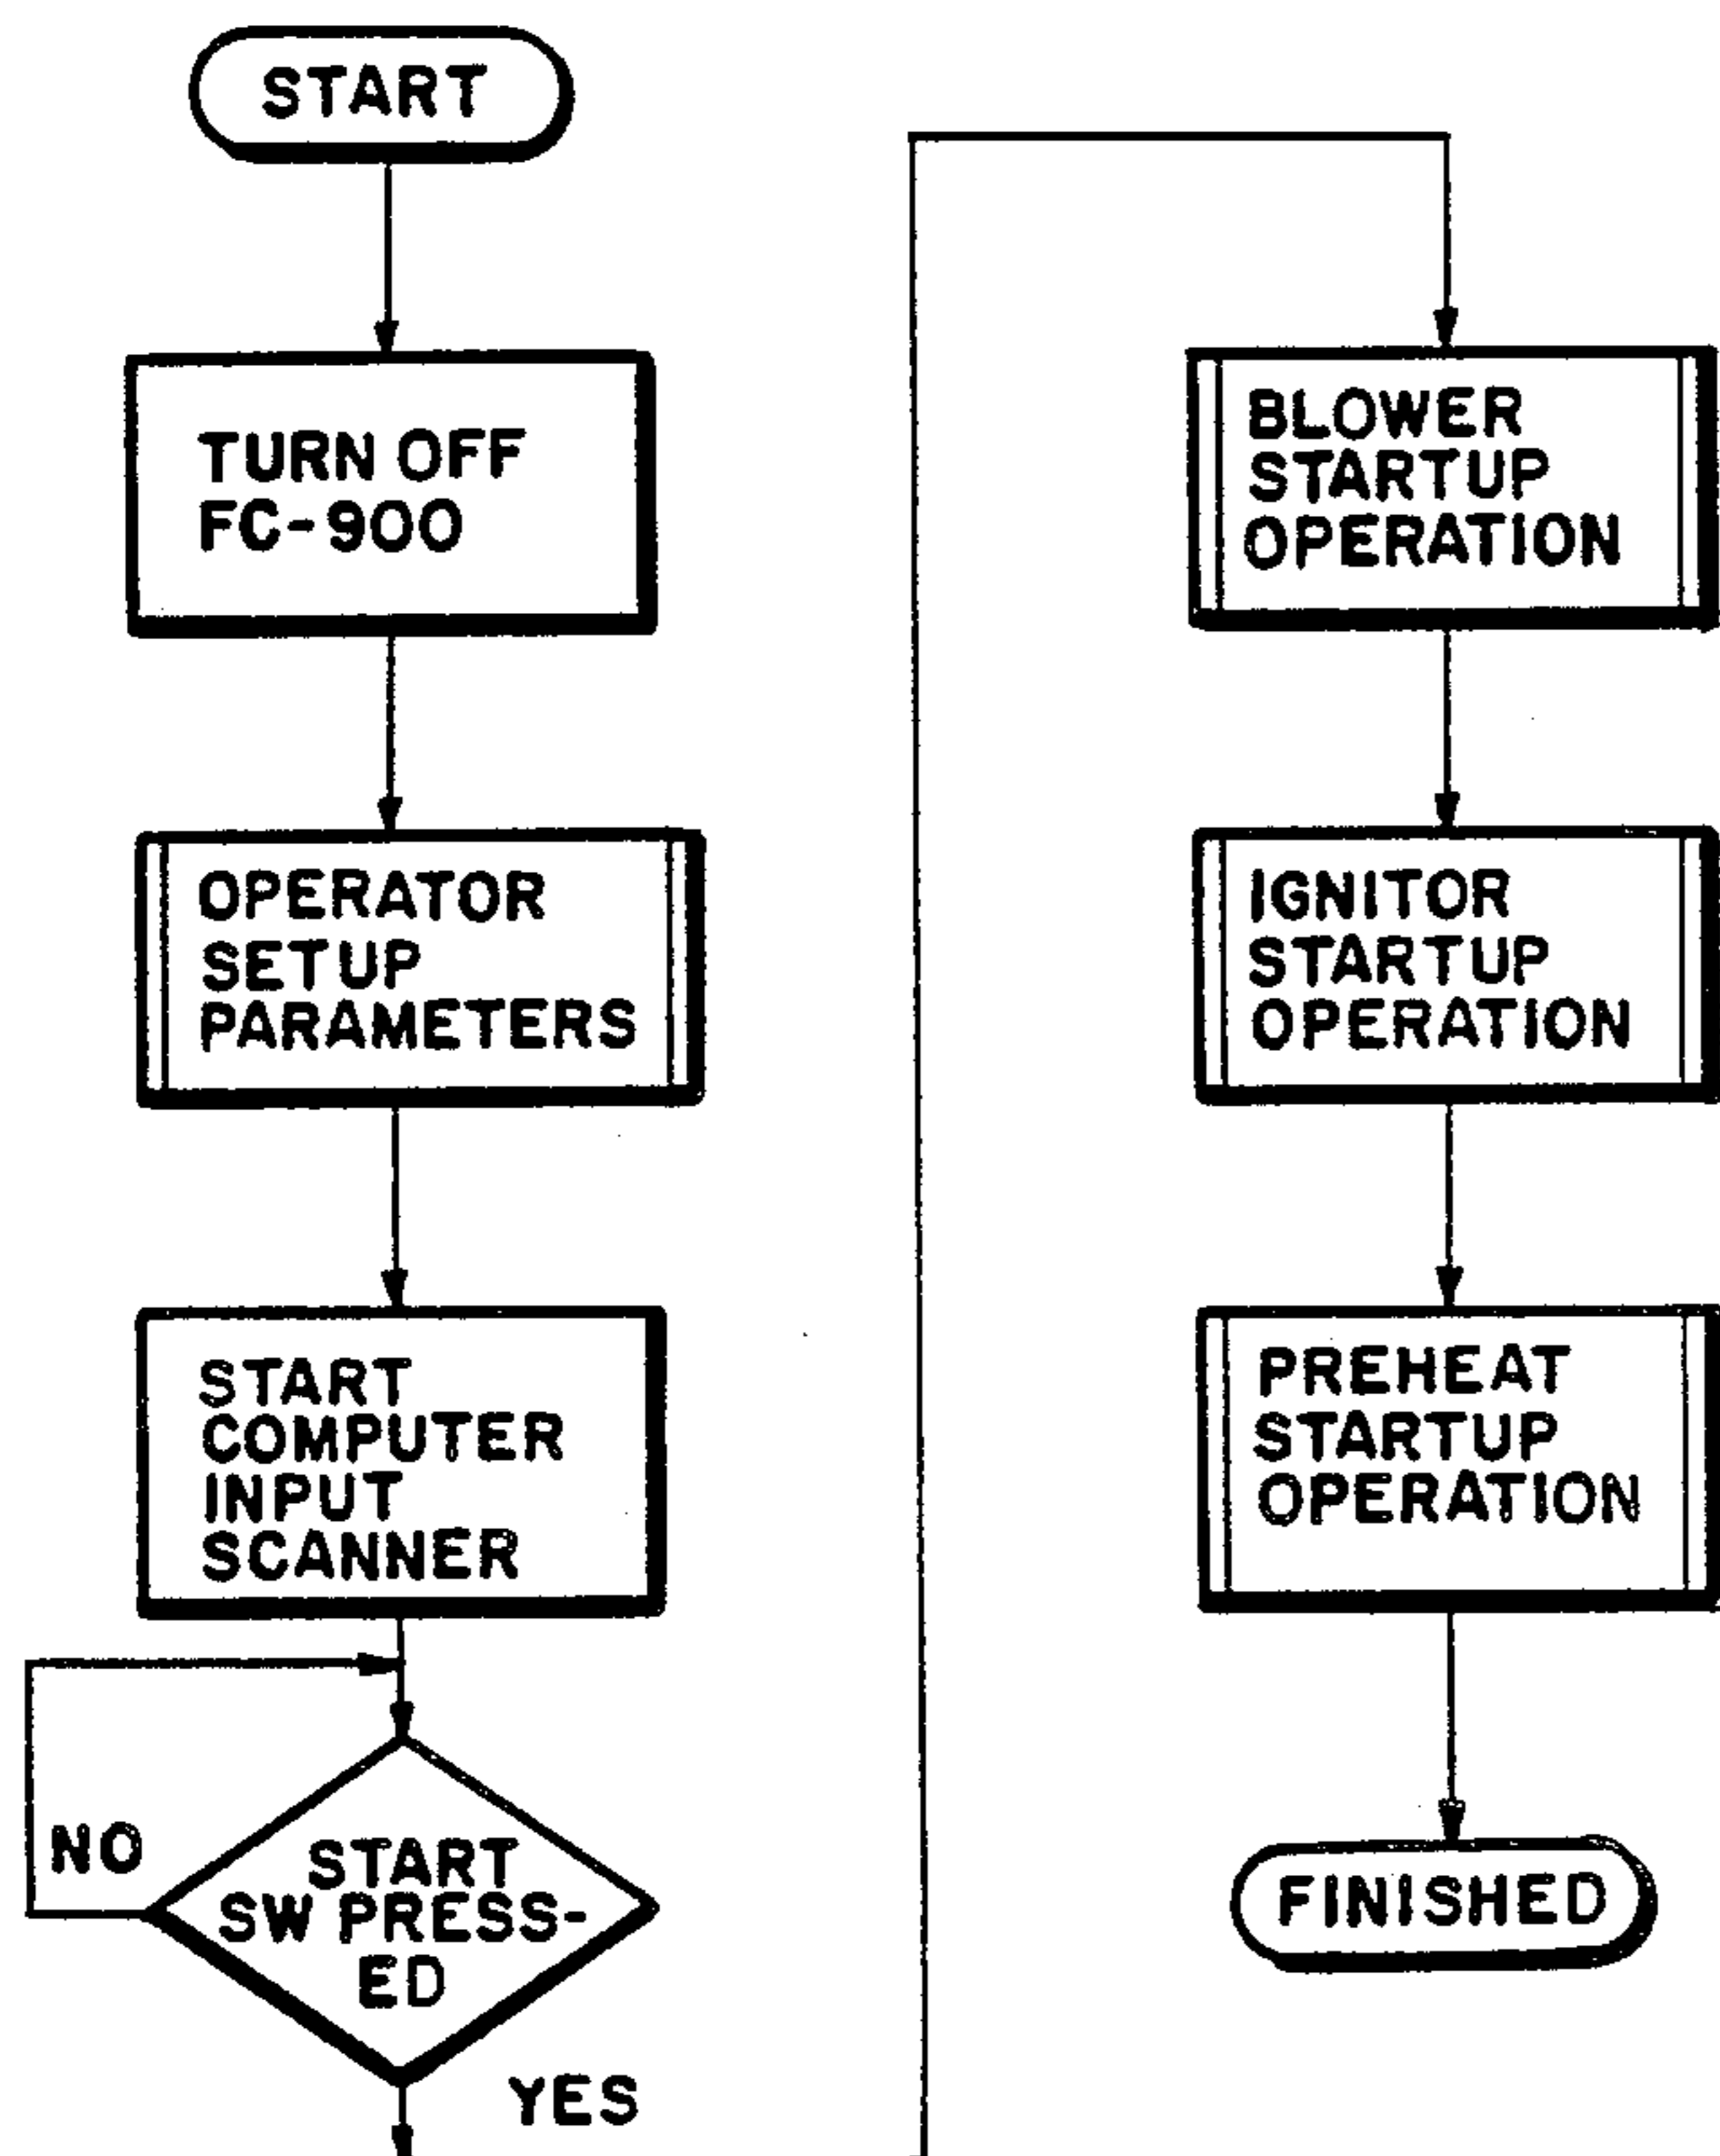 START
TURN OFF
FC-900
OPERATOR
SETUP
PARAMETERS
START
COMPUTER
INPUT
SCANNER
NO
START
SW PRESS-
ED
YES
BLOWER
STARTUP
OPERATION
IGNITOR
STARTUP
OPERATION
PREHEAT
STARTUP
OPERATION
FINISHED